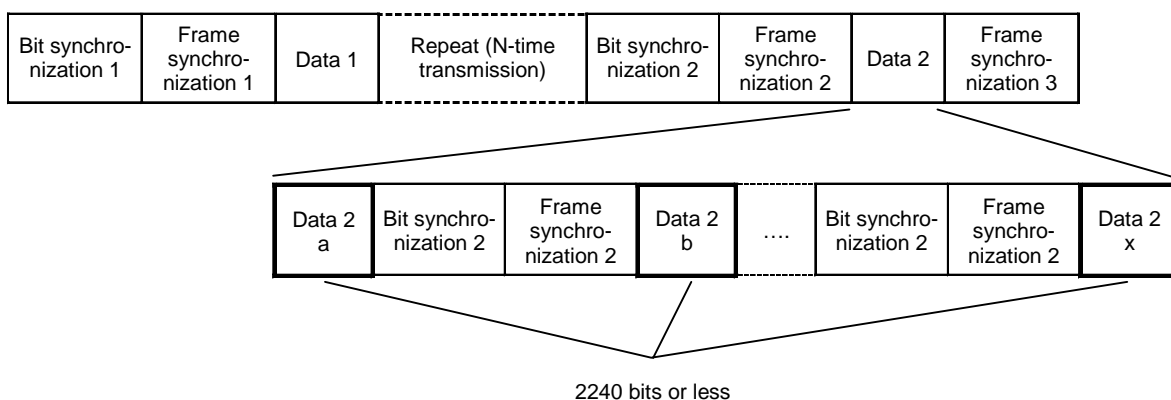 Bit synchro-
nization 1
Frame
synchro-
nization 1
Data 1
Repeat (N-time
transmission)
Bit synchro-
nization 2
Frame
synchro-
nization 2
Data 2
Frame
synchro-
nization 3
Data 2
a
Bit synchro-
nization 2
Frame
synchro-
nization 2
Data 2
b
....
Bit synchro-
nization 2
Frame
synchro-
nization 2
Data 2
x
2240 bits or less